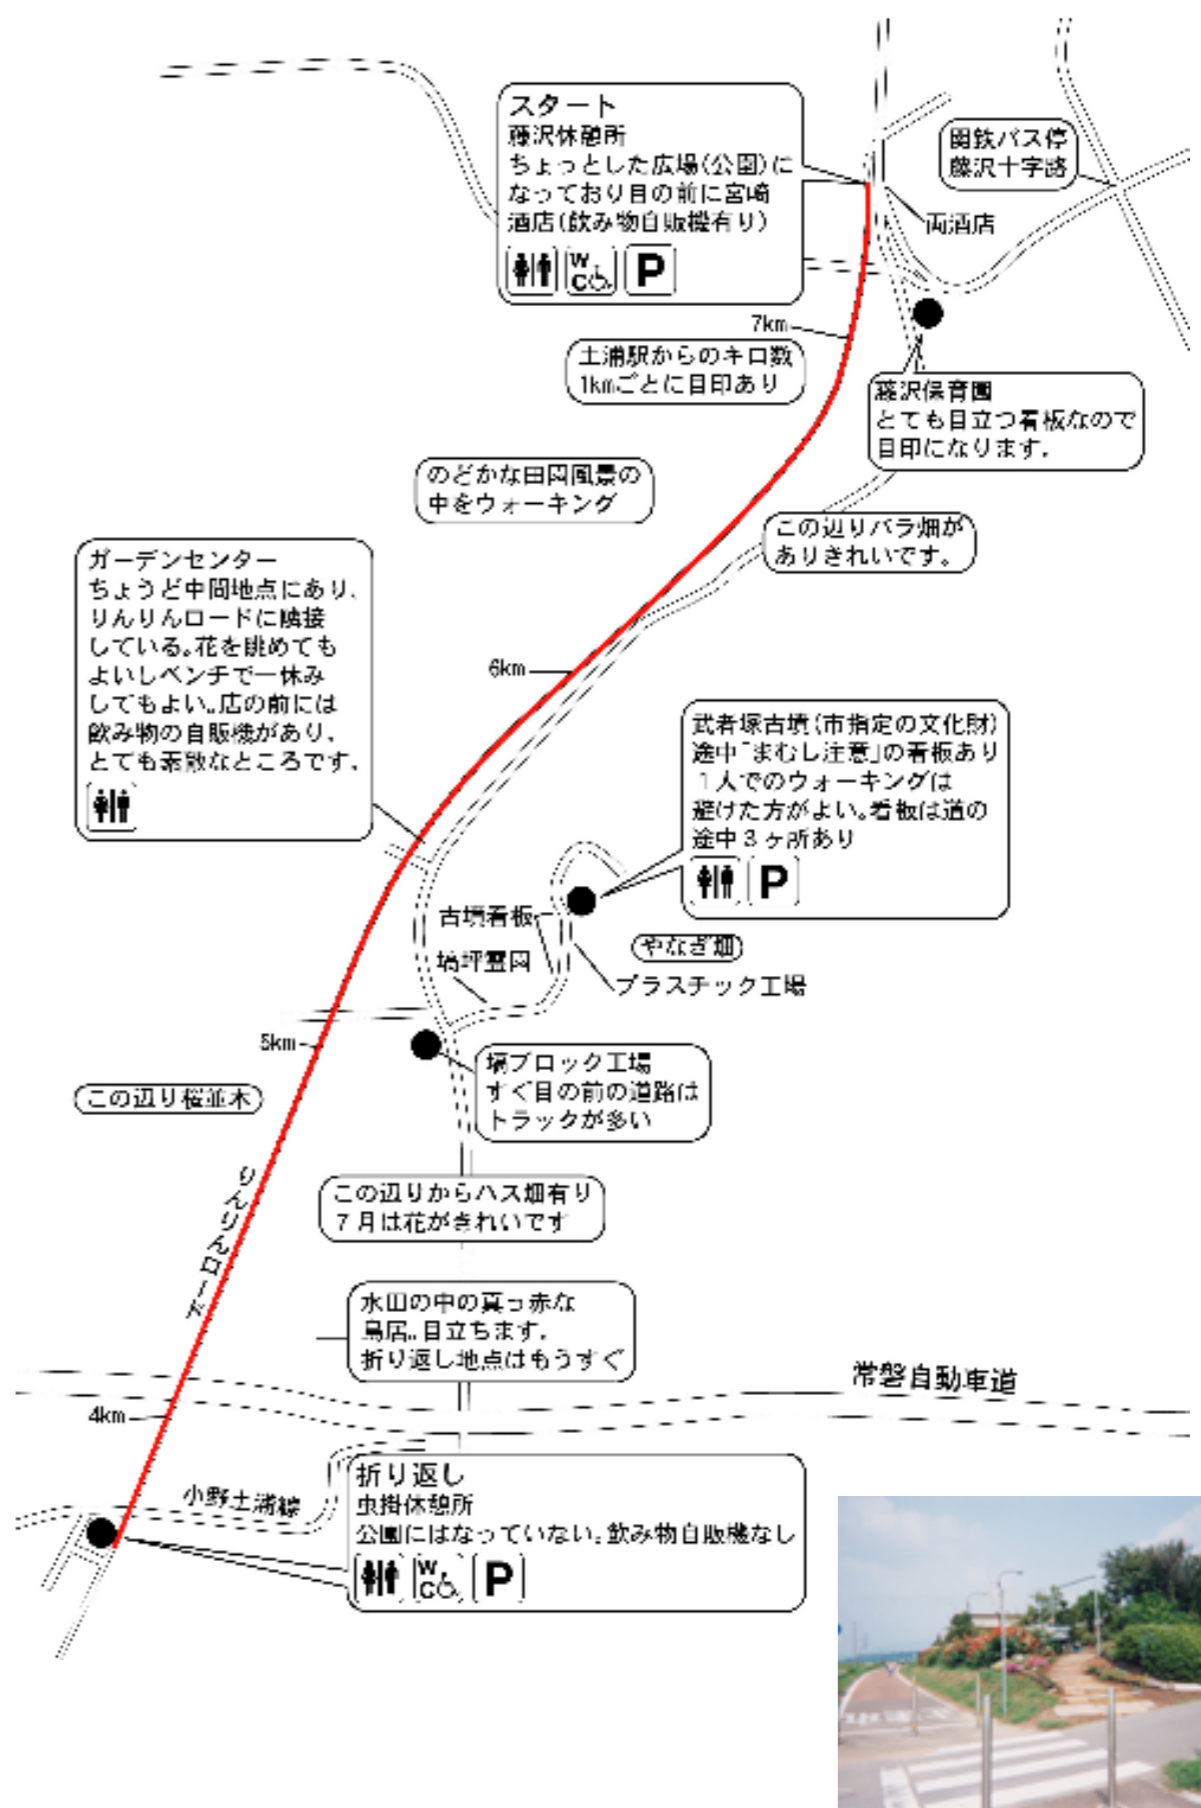 スタート
藤沢休憩所
ちょっとした広場(公園)に
なっており目の前に宮崎
酒店(飲み物自販機有り)
WC
P
関鉄バス停
藤沢十字路
両酒店
7km
土浦駅からのキロ数
1kmごとに目印あり
藤沢保育園
とても目立つ看板なので
目印になります。
のどかな田園風景の
中をウォーキング
この辺りバラ畑が
ありきれいです。
ガーデンセンター
ちょうど中間地点にあり、
りんりんロードに隣接
している。花を眺めても
よいしベンチで一休み
してもよい。店の前には
飲み物の自販機があり、
とても素敵なところです。
6km
武者塚古墳(市指定の文化財)
途中「まむし注意」の看板あり
1人でのウォーキングは
避けた方がよい。看板は道の
途中3ヶ所あり
P
古墳看板
やなぎ畑
塙坪霊園
プラスチック工場
5km
塙ブロック工場
すぐ目の前の道路は
トラックが多い
この辺り桜並木
りんりんロード
この辺りからハス畑有り
7月は花がきれいです
水田の中の真っ赤な
鳥居。目立ちます。
折り返し地点はもうすぐ
常磐自動車道
4km
小野土浦線
折り返し
虫掛休憩所
公園にはなっていない。飲み物自販機なし
WC
P